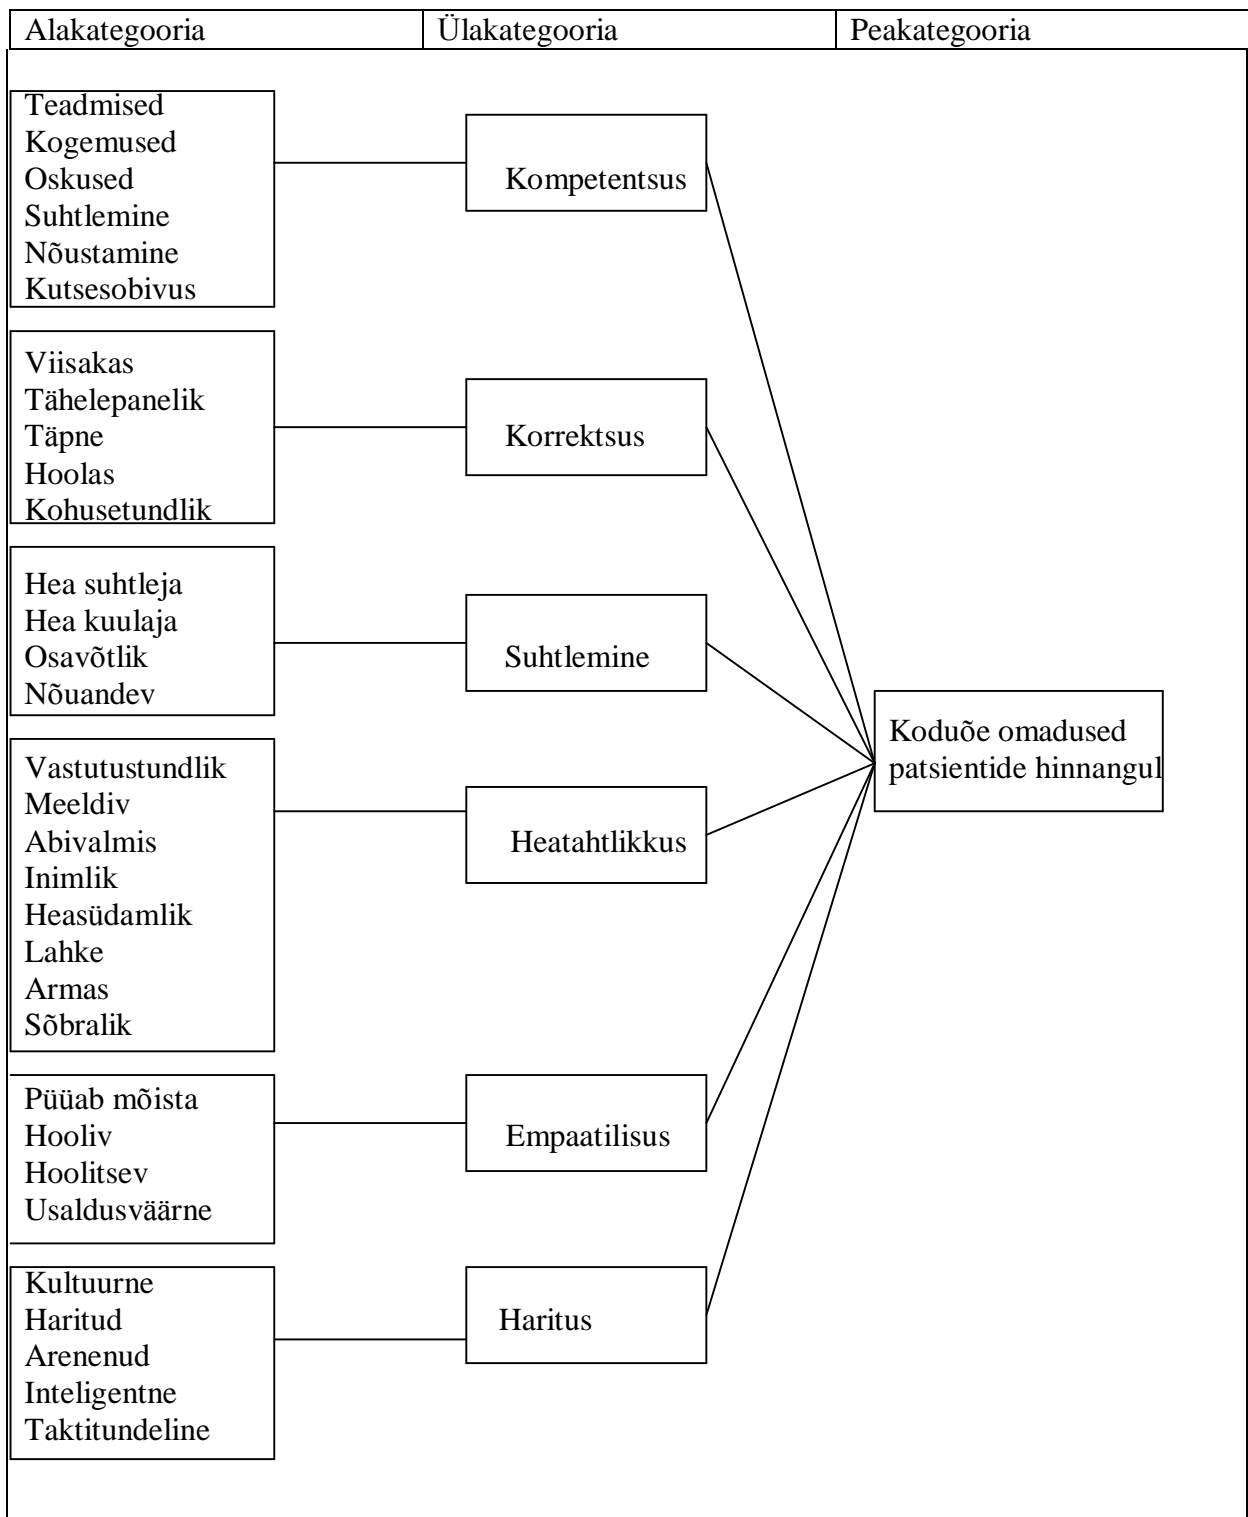 Alakategooria
Ülakategooria
Peakategooria
Teadmised
Kogemused
Oskused
Suhtlemine
Nõustamine
Kutsesobivus
Kompetentsus
Viisakas
Tähelepanelik
Täpne
Hoolas
Kohusetundlik
Korrektsus
Hea suhtleja
Hea kuulaja
Osavõtlik
Nõuandev
Suhtlemine
Vastutustundlik
Meeldiv
Abivalmis
Inimlik
Heasüdamlik
Lahke
Armas
Sõbralik
Heatahtlikkus
Püüab mõista
Hooliv
Hoolitsev
Usaldusväärne
Empaatilisus
Kultuurne
Haritud
Arenenud
Inteligentne
Taktitundeline
Haritus
Koduõe omadused
patsientide hinnangul